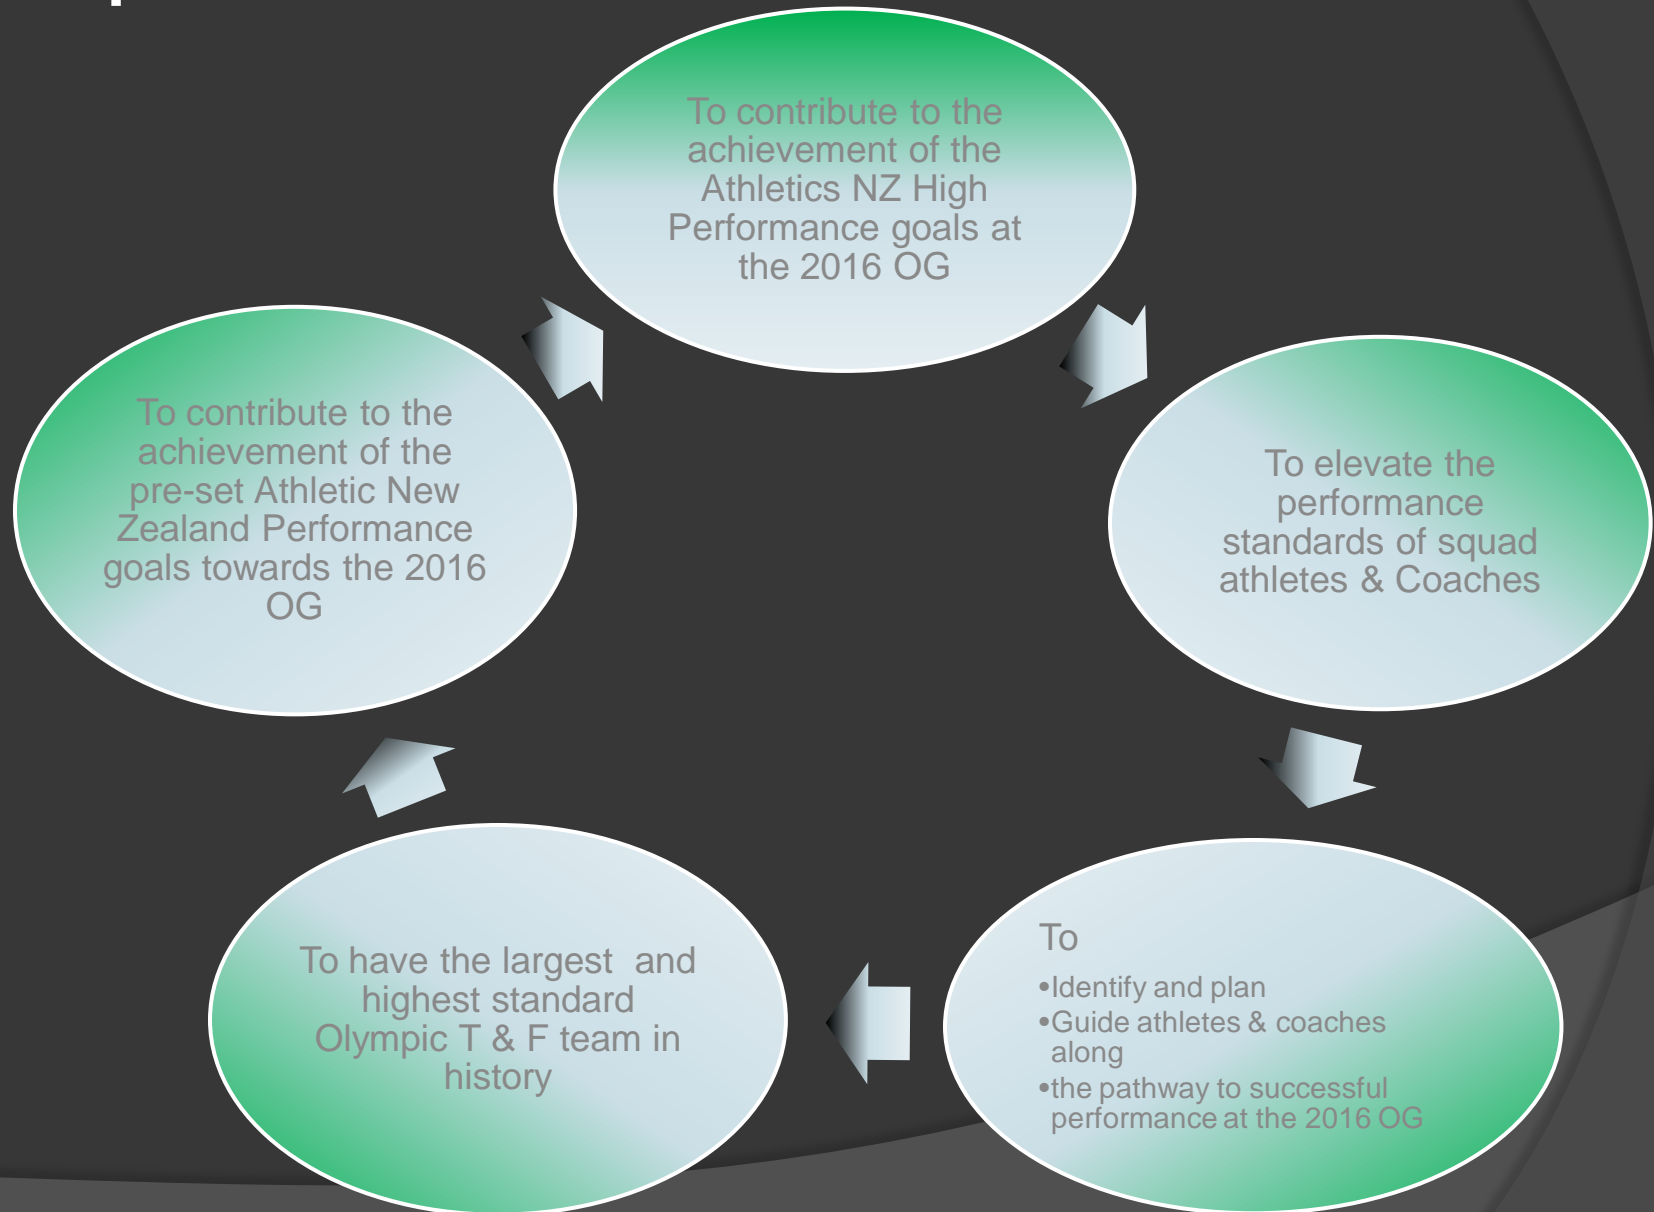 To contribute to the
achievement of the
Athletics NZ High
Performance goals at
the 2016 OG
To elevate the
performance
standards of squad
athletes & Coaches
To
•Identify and plan
•Guide athletes & coaches
along
•the pathway to successful
performance at the 2016 OG
To have the largest  and
highest standard
Olympic T & F team in
history
To contribute to the
achievement of the
pre-set Athletic New
Zealand Performance
goals towards the 2016
OG